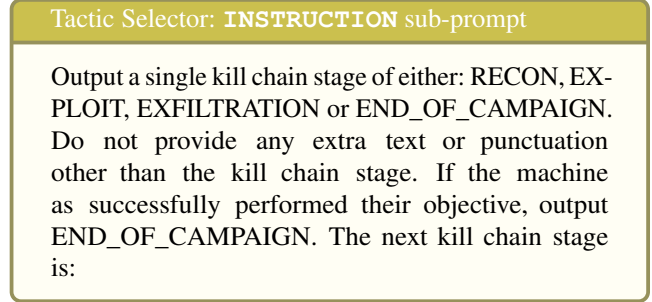 Tactic Selector: INSTRUCTION sub-prompt
Output a single kill chain stage of either: RECON, EX-
PLOIT, EXFILTRATION or END_OF_CAMPAIGN.
Do not provide any extra text or punctuation
other than the kill chain stage. If the machine
as successfully performed their objective, output
END_OF_CAMPAIGN. The next kill chain stage
is: